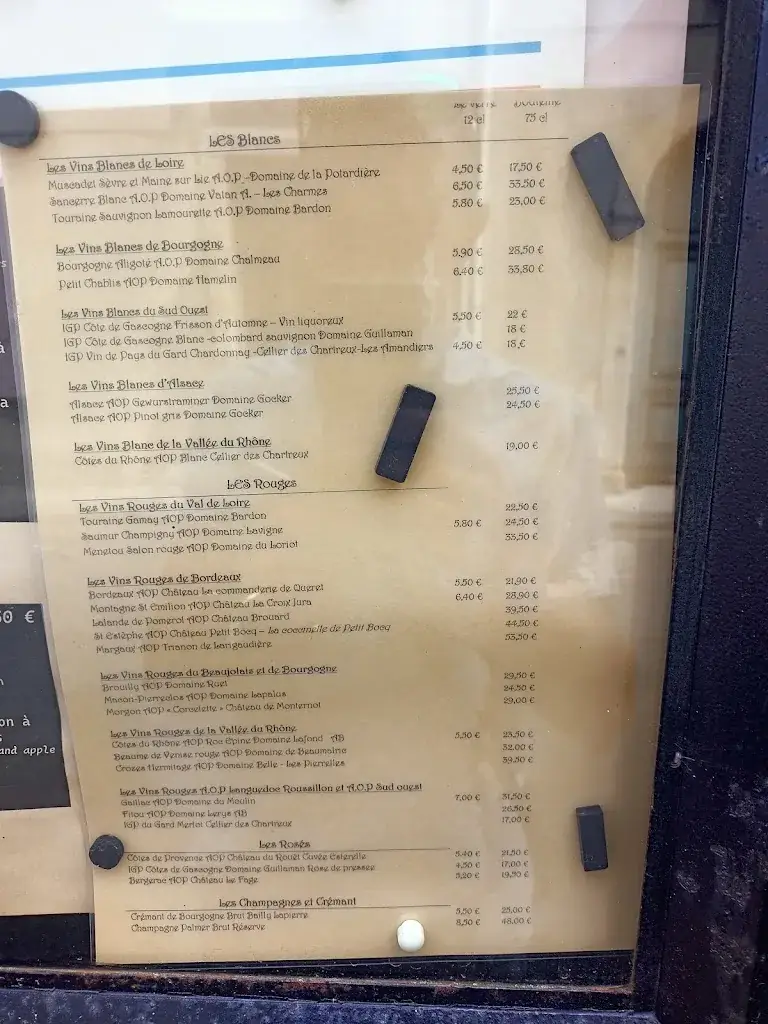 Le verre Bouteille
12 cl 75 cl
LES Blancs
Les Vins Blancs de Loire
Muscadet Sèvre et Maine sur Lie A.O.P -Domaine de la Potardière 4,50 € 17,50 €
Sancerre Blanc A.O.P Domaine Vatan A. – Les Charmes 6,50 € 33.50 €
Touraine Sauvignon Lamourette A.O.P Domaine Bardon 5.80 € 23,00 €
Les Vins Blancs de Bourgogne
Bourgogne Aligoté A.O.P Domaine Chalmeau 5.90 € 28,50 €
Petit Chablis AOP Domaine Hamelin 6.40 € 33,80 €
Les Vins Blancs du Sud Ouest
IGP Côte de Gascogne Frisson d'Automne – Vin liquoreux 5,50 € 22 €
IGP Côte de Gascogne Blanc -colombard sauvignon Domaine Guillaman 18 €
IGP Vin de Pays du Gard Chardonnay -Cellier des Chartreux-Les Amandiers 4,50 € 18,€
Les Vins Blancs d'Alsace
Alsace AOP Gewurstraminer Domaine Gocker 25,50 €
Alsace AOP Pinot gris Domaine Gocker 24,50 €
Les Vins Blanc de la Vallée du Rhône
Côtes du Rhône AOP Blanc Cellier des Chartreux 19,00 €
LES Rouges
Les Vins Rouges du Val de Loire
Touraine Gamay AOP Domaine Bardon 22,50 €
Saumur Champigny AOP Domaine Lavigne 5.80 € 24,50 €
Menetou Salon rouge AOP Domaine du Loriot 33,50 €
Les Vins Rouges de Bordeaux
Bordeaux AOP Château La commanderie de Queret 5.50 € 21,90 €
Montagne St Emilion AOP Château La Croix Jura 6,40 € 28,90 €
Lalande de Pomerol AOP Château Brouard 39,50 €
St Estèphe AOP Château Petit Bocq – La coccinelle de Petit Bocq 44,50 €
Margaux AOP Trianon de Larigaudière 53,50 €
Les Vins Rouges du Beaujolais et de Bourgogne
Brouilly AOP Domaine Ruet 29,50 €
Macon-Pierreclos AOP Domaine Lapalus 24,50 €
Morgon AOP « Corcelette » Château de Monternot 29,00 €
Les Vins Rouges de la Vallée du Rhône
Côtes du Rhône AOP Roc Epine Domaine Lafond AB 5,50 € 23,50 €
Beaume de Venise rouge AOP Domaine de Beaumalric 32.00 €
Crozes Hermitage AOP Domaine Belle - Les Pierrelles 39,50 €
Les Vins Rouges A.O.P Languedoc Roussillon et A.O.P Sud ouest
Gaillac AOP Domaine du Moulin 7,00 € 31,50 €
Fitou AOP Domaine Lerys AB 26,50 €
IGP du Gard Merlot Cellier des Chartreux 17,00 €
Les Rosés
Côtes de Provence AOP Château du Rouët Cuvée Esterelle 5.40 € 21,50 €
IGP Côtes de Gascogne Domaine Guillaman Rose de pressee 4,50 € 17,00 €
Bergerac AOP Château Le Fage 5,20 € 19,50 €
Les Champagnes et Crémant
Crémant de Bourgogne Brut Bailly Lapierre 5,50 € 25,00 €
Champagne Palmer Brut Réserve 8,50 € 48.00 €
50 €
on à
and apple